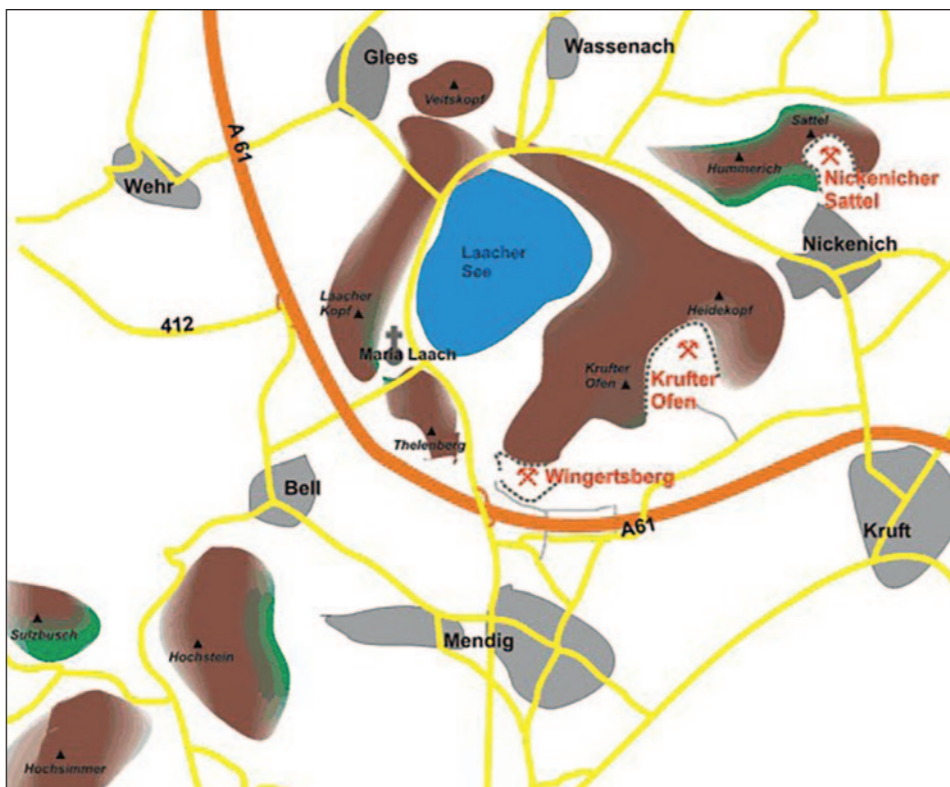 Glees
Wassenach
Veitskopf
A 61
Sattel
Hummerich
Nickenicher
Sattel
Wehr
Nickenich
Laacher
See
Laacher
Kopf
Heidekopf
412
Maria Laach
Krufter
Ofen
Krufter
Ofen
Thelenberg
Wingertsberg
Bell
A61
Kruft
Sulzbusch
Hochstein
Mendig
Hochsimmer